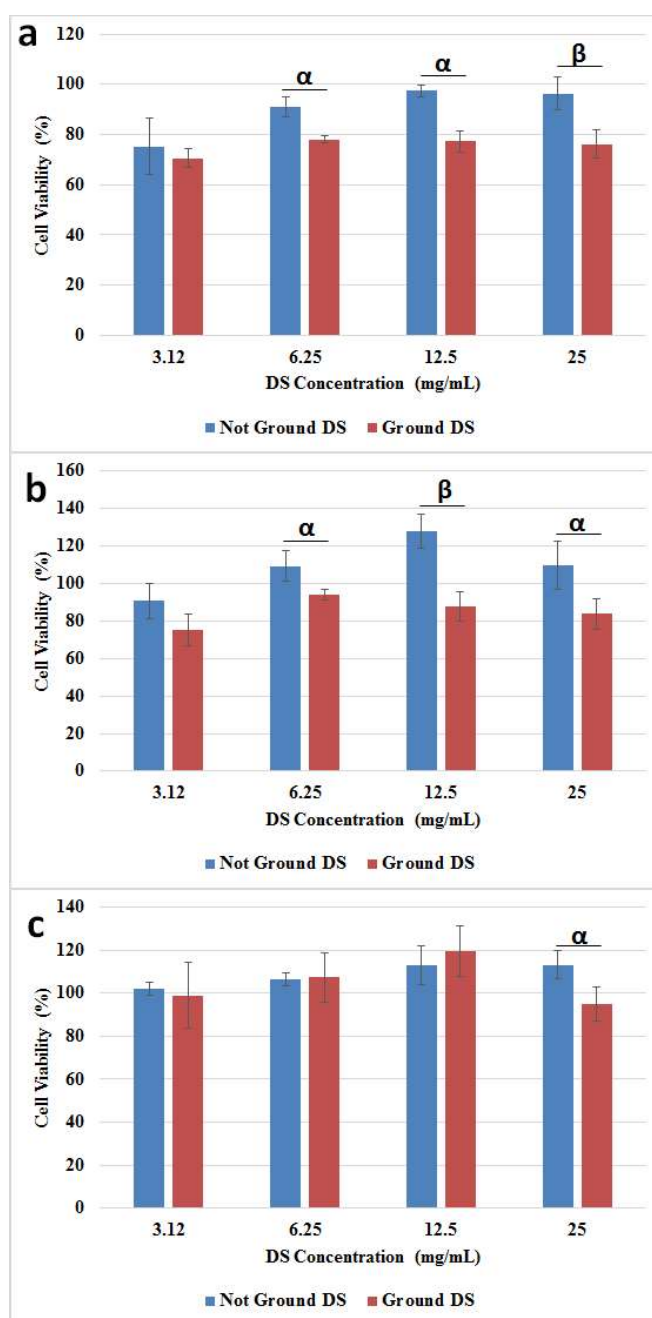 a
120
100
80
60
40
20
0
Cell Viability (%)
α
α
β
3.12 6.25 12.5 25
DS Concentration (mg/mL)
Not Ground DS Ground DS
b
160
140
120
100
80
60
40
20
0
Cell Viability (%)
α
β
α
3.12 6.25 12.5 25
DS Concentration (mg/mL)
Not Ground DS Ground DS
c
140
120
100
80
60
40
20
0
Cell Viability (%)
α
3.12 6.25 12.5 25
DS Concentration (mg/mL)
Not Ground DS Ground DS